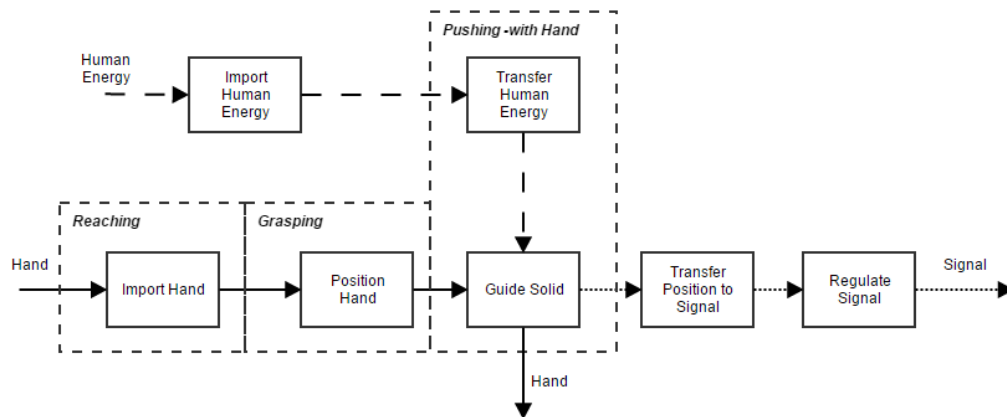 Pushing -with Hand
Human
Energy
Import
Human
Energy
Transfer
Human
Energy
Reaching
Grasping
Hand
Import Hand
Position
Hand
Guide Solid
Transfer
Position to
Signal
Regulate
Signal
Signal
Hand